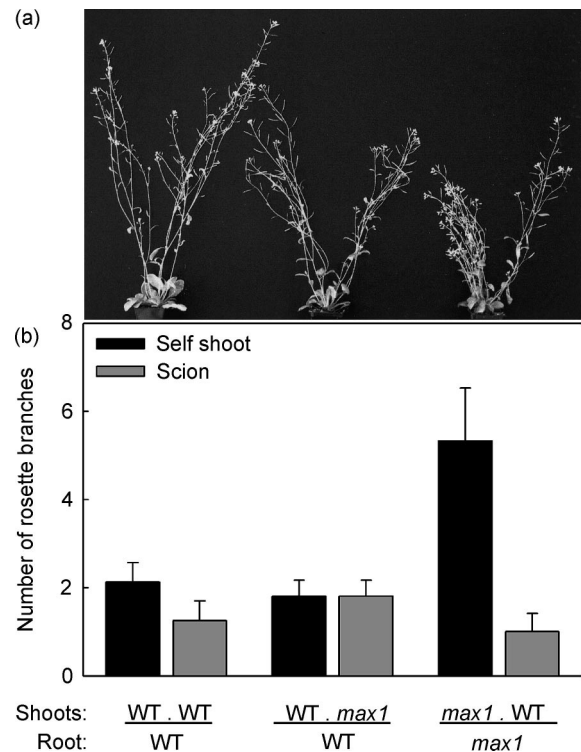 (a)
(b)
8
6
4
2
0
Number of rosette branches
Self shoot
Scion
Shoots: WT . WT WT . max1 max1 . WT
Root: WT WT max1